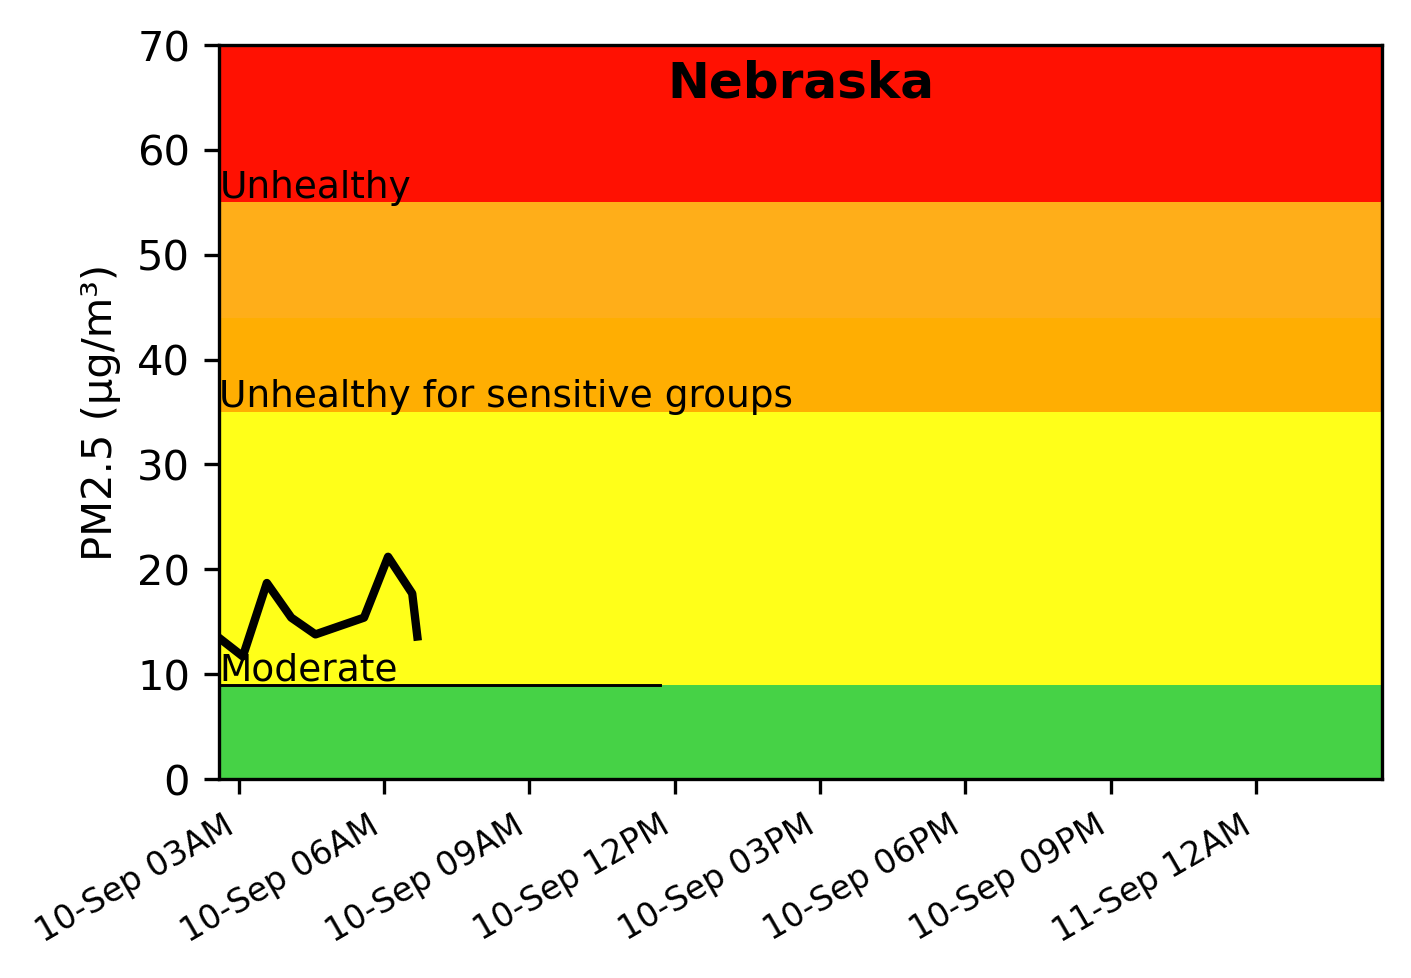 Nebraska
70
60
50
40
30
20
10
0
PM2.5 (µg/m³)
Unhealthy
Unhealthy for sensitive groups
Moderate
10-Sep 03AM
10-Sep 06AM
10-Sep 09AM
10-Sep 12PM
10-Sep 03PM
10-Sep 06PM
10-Sep 09PM
11-Sep 12AM